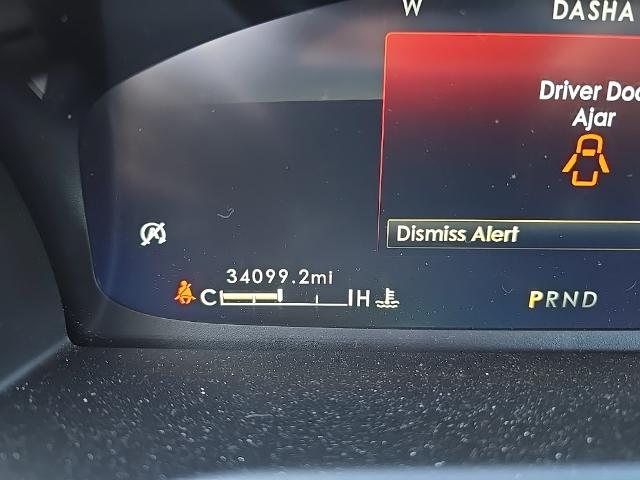 W
DASHA
Driver Doo
Ajar
Dismiss Alert
34099.2mi
C H
PRND